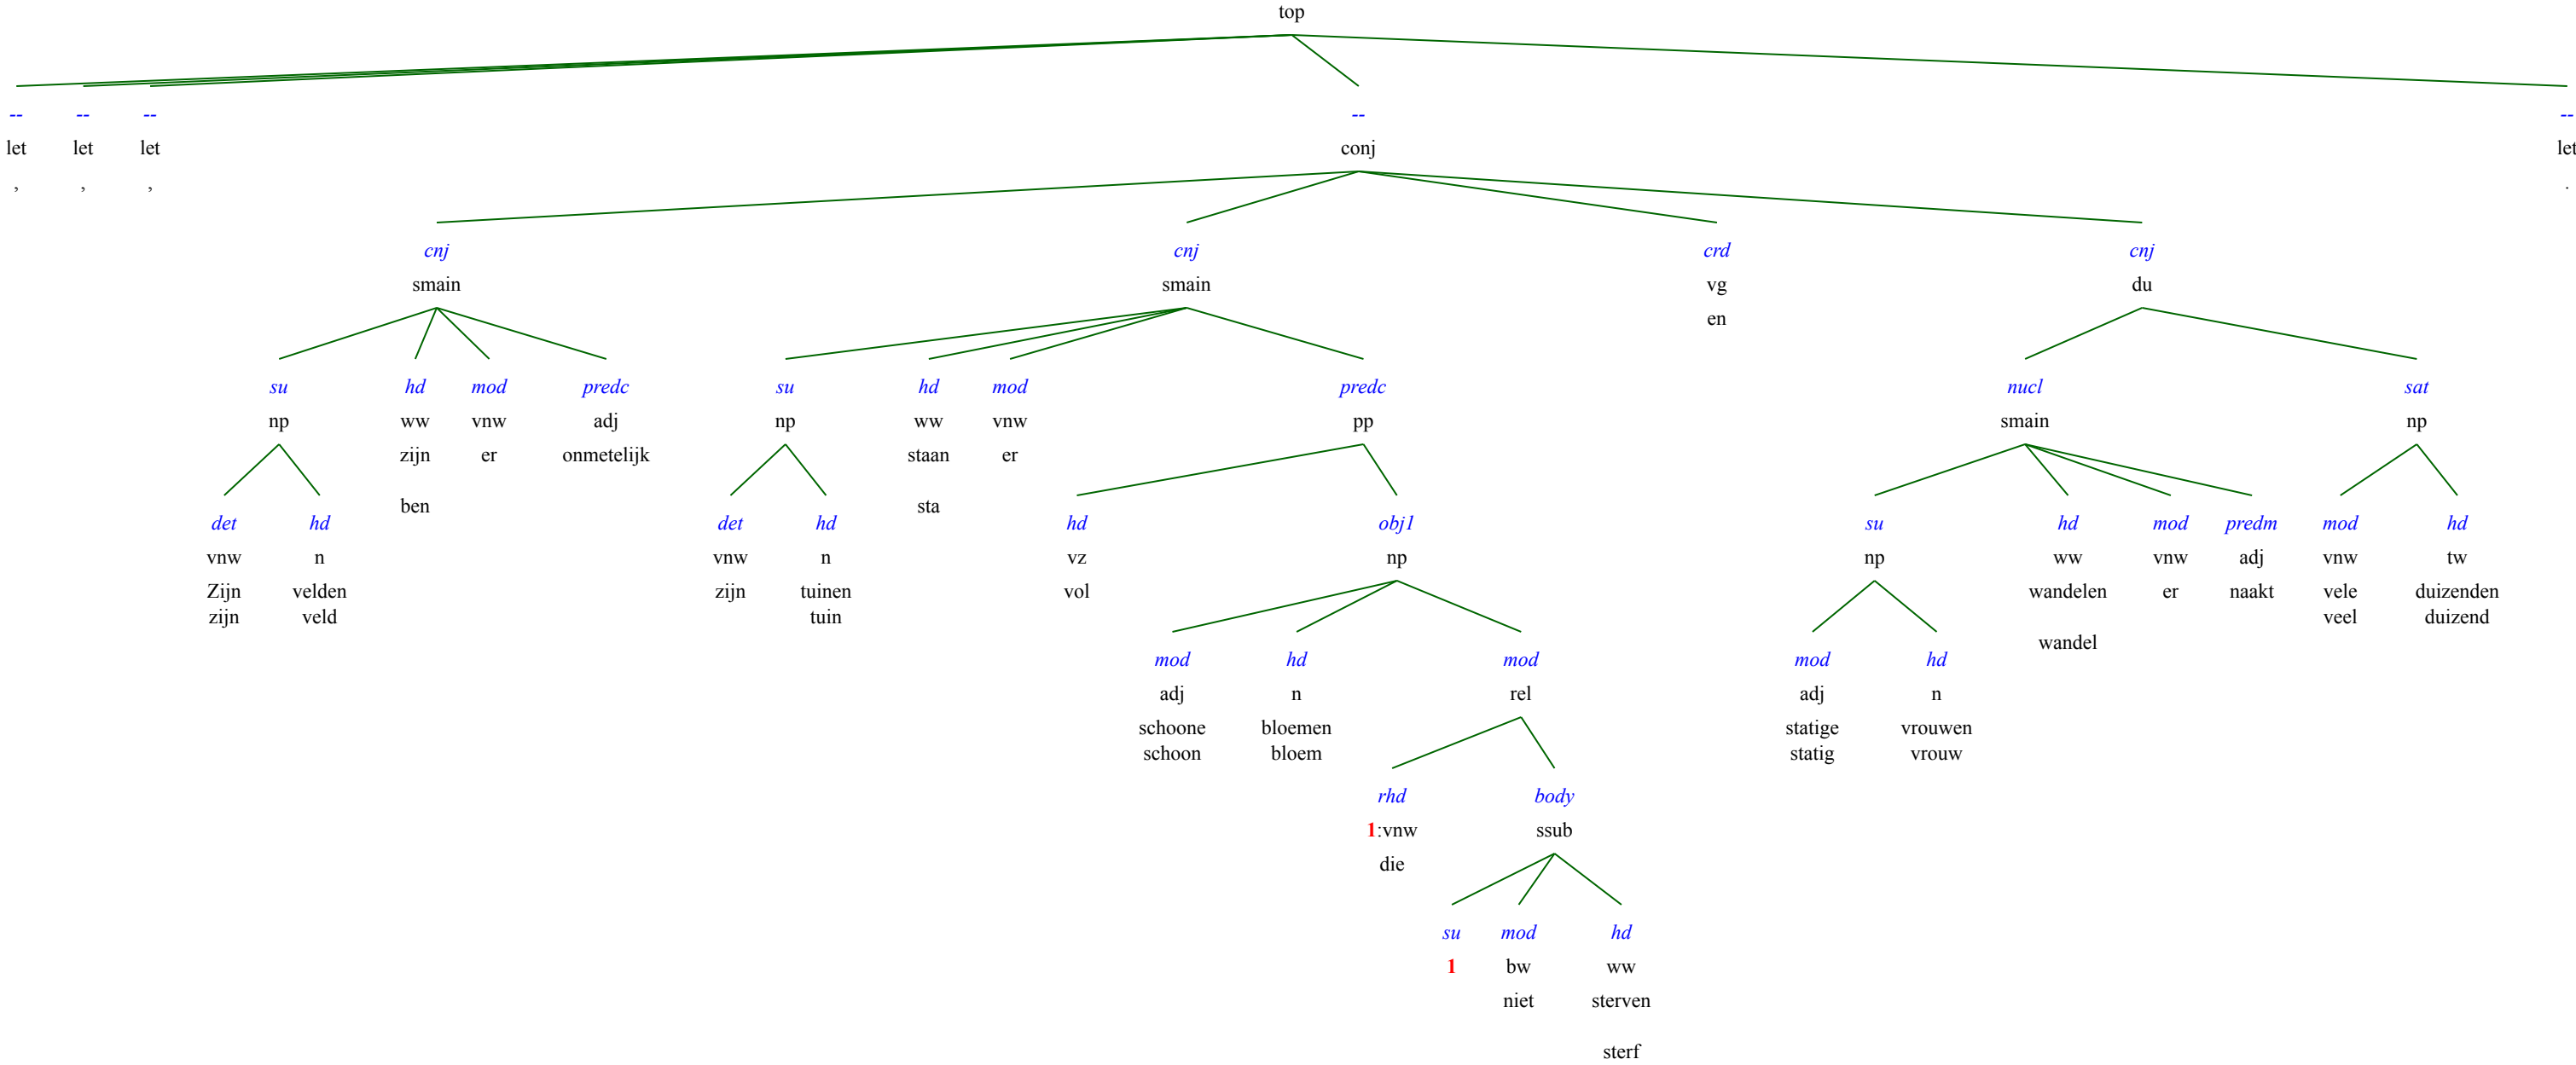 top
-- -- -- -- --
let let let conj let
, , , .
cnj cnj crd cnj
smain smain vg du
en
su hd mod predc su hd mod predc nucl sat
np ww vnw adj np ww vnw pp smain np
zijn er onmetelijk staan er
ben sta
det hd det hd hd obj1 su hd mod predm mod hd
vnw n vnw n vz np np ww vnw adj vnw tw
Zijn velden zijn tuinen vol wandelen er naakt vele duizenden
zijn veld tuin veel duizend
wandel
mod hd mod mod hd
adj n rel adj n
schoone bloemen statige vrouwen
schoon bloem statig vrouw
rhd body
1:vnw ssub
die
su mod hd
1 bw ww
niet sterven
sterf